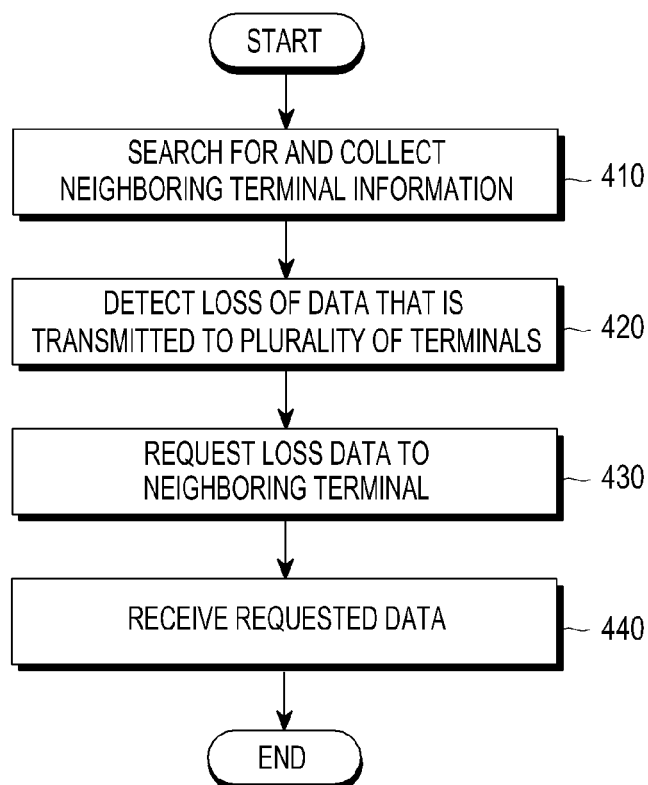 START
SEARCH FOR AND COLLECT
NEIGHBORING TERMINAL INFORMATION
410
DETECT LOSS OF DATA THAT IS
TRANSMITTED TO PLURALITY OF TERMINALS
420
REQUEST LOSS DATA TO
NEIGHBORING TERMINAL
430
RECEIVE REQUESTED DATA
440
END